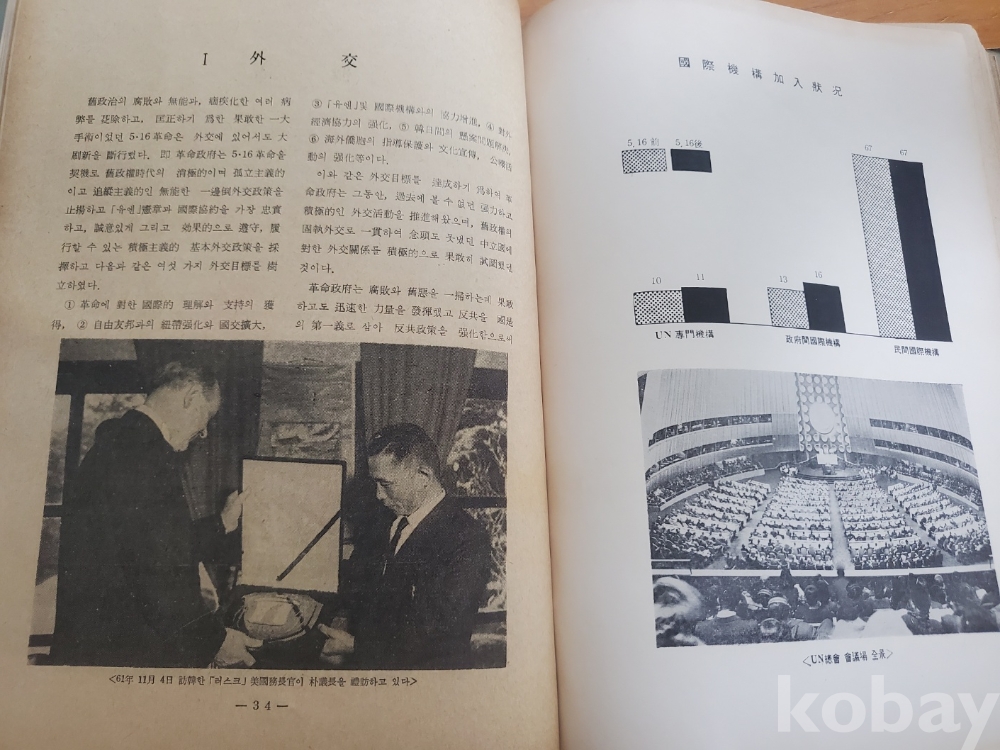 I 外交
舊政治의 腐敗와 無能과, 痼疾化한 여러 病
弊를 芟除하고, 匡正하기 爲한 果敢한 一大
手術이었던 5·16革命은 外交에 있어서도 大
刷新을 斷行했다. 即 革命政府는 5·16革命을
契機로 舊政權時代의 消極的이며 孤立主義的
이고 追縱主義的인 無能한 一邊倒外交政策을
止揚하고「유엔」憲章과 國際協約을 가장 忠實
하고, 誠意있게 그리고 効果的으로 遵守, 履
行할 수 있는 積極主義的 基本外交政策을 採
擇하고 다음과 같은 여섯 가지 外交目標를 樹
立하였다.
① 革命에 對한 國際的 理解와 支持의 獲
得, ② 自由友邦과의 紐帶强化와 國交擴大,
③「유엔」및 國際機構와의 協力增進, ④ 對外
經濟協力의 强化, ⑤ 韓日間의 懸案問題解決,
⑥ 海外僑胞의 指導保護와 文化宣傳, 公報活
動의 强化等이다.
이와 같은 外交目標를 達成하기 爲하여 革
命政府는 그동안, 過去에 볼 수 없던 强力하고
積極的인 外交活動을 推進해왔으며, 舊政權이
固執外交로 一貫하여 念頭도 못냈던 中立國에
對한 外交關係를 積極的으로 果敢히 試圖했던
것이다.
革命政府는 腐敗와 舊惡을 一掃하는데 果敢
하고도 迅速한 力量을 發揮했고 反共을 國是
의 第一義로 삼아 反共政策을 强化함으로써
<61年 11月 4日 訪韓한「러스크」美國務長官이 朴議長을 禮訪하고 있다>
— 34 —
國際機構加入狀况
5,16 前 5,16後
67 67
10 11 13 16
UN 專門機構 政府間國際機構 民間國際機構
<UN總會 會議場 全景>
kobay